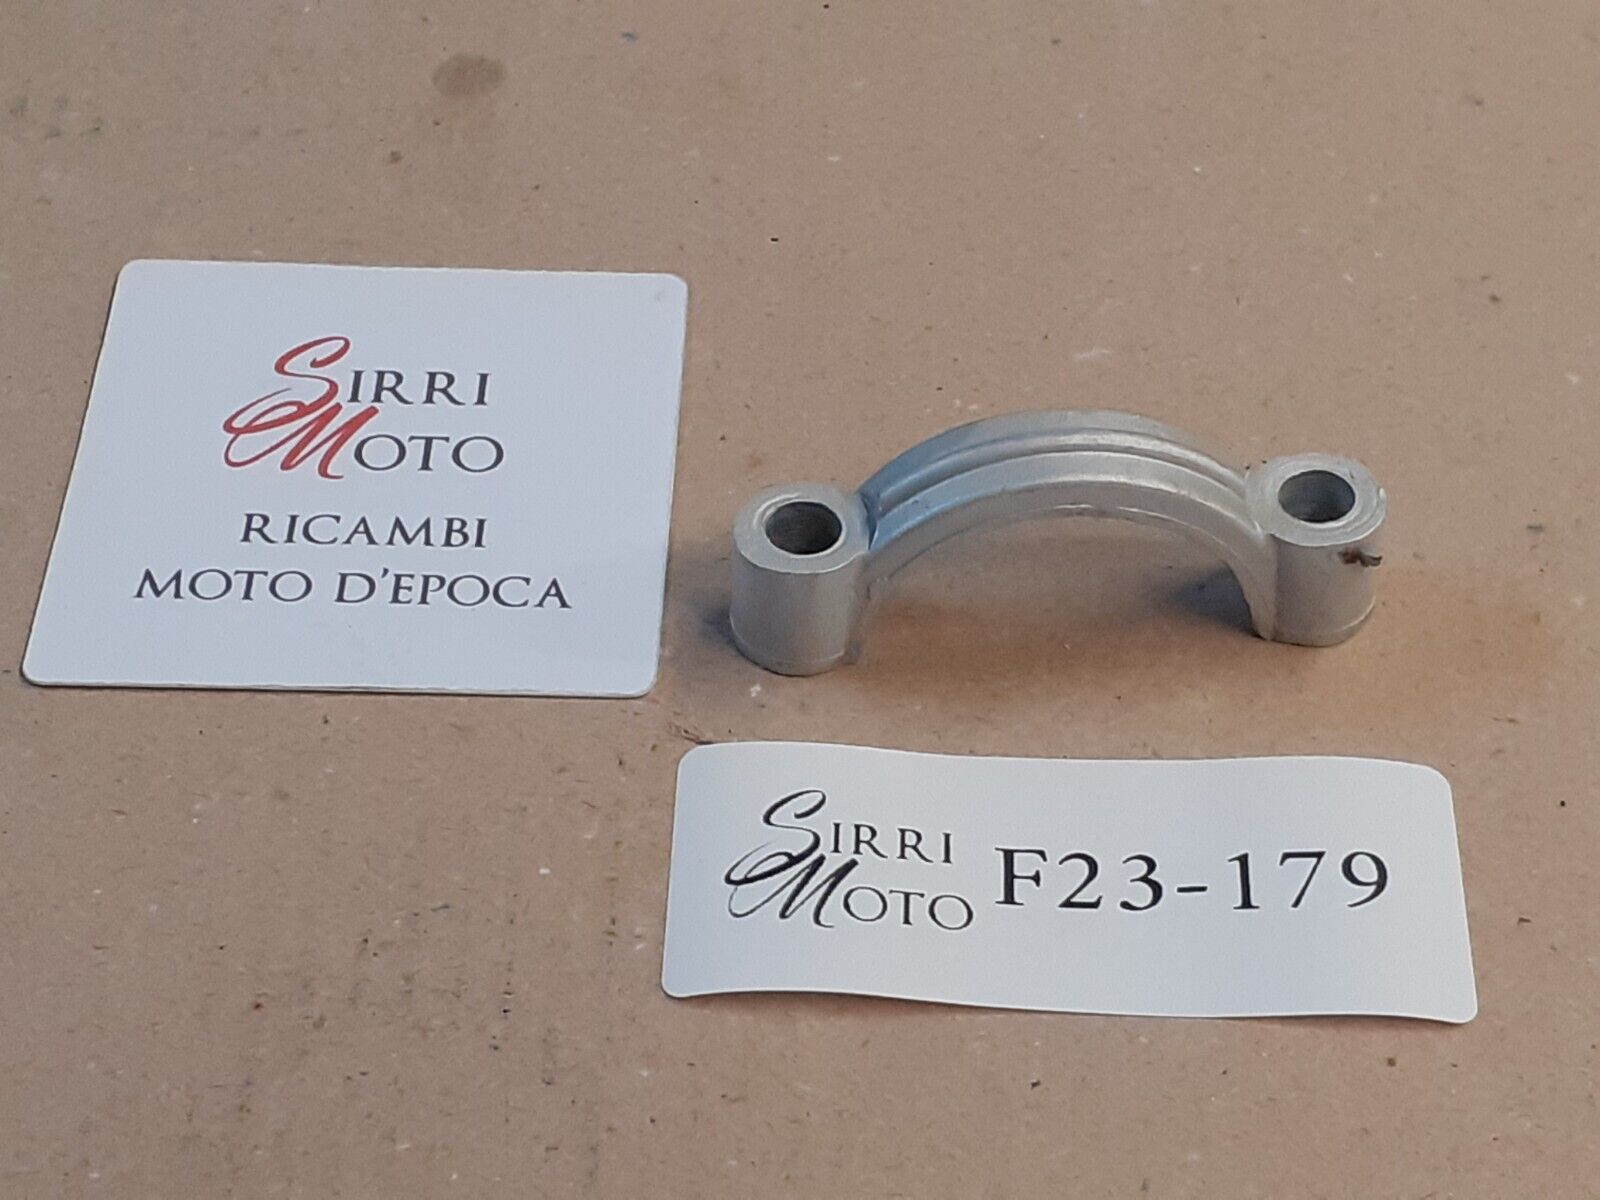 SIRRI
MOTO
RICAMBI
MOTO D'EPOCA
SIRRI
MOTO
F23-179